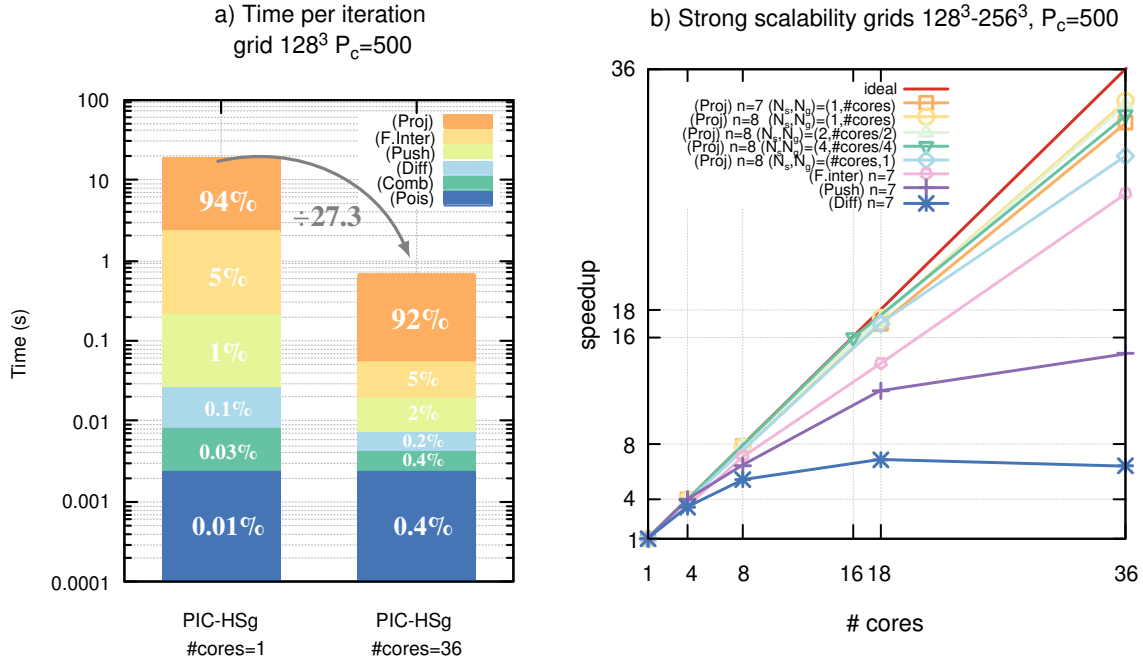 a) Time per iteration
grid 128³ P_c=500
100
10
1
0.1
0.01
0.001
0.0001
Time (s)
(Proj)
(F.Inter)
(Push)
(Diff)
(Comb)
(Pois)
94%
5%
1%
0.1%
0.03%
0.01%
÷27.3
92%
5%
2%
0.2%
0.4%
0.4%
PIC-HSg
#cores=1
PIC-HSg
#cores=36
b) Strong scalability grids 128³-256³, P_c=500
36
18
16
8
4
1
speedup
ideal
(Proj) n=7 (N_s,N_g)=(1,#cores)
(Proj) n=8 (N_s,N_g)=(1,#cores)
(Proj) n=8 (N_s,N_g)=(2,#cores/2)
(Proj) n=8 (N_s,N_g)=(4,#cores/4)
(Proj) n=8 (N_s,N_g)=(#cores,1)
(F.inter) n=7
(Push) n=7
(Diff) n=7
1
4
8
16
18
36
# cores